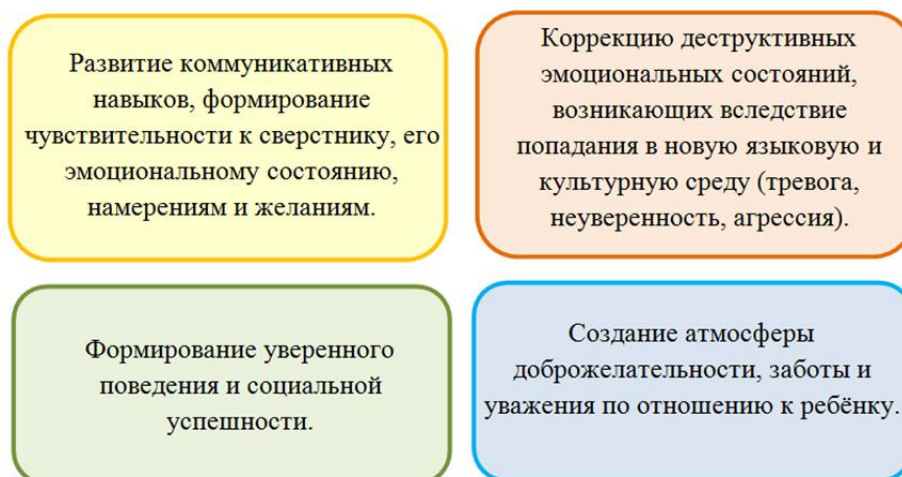 Развитие коммуникативных
навыков, формирование
чувствительности к сверстнику, его
эмоциональному состоянию,
намерениям и желаниям.
Коррекцию деструктивных
эмоциональных состояний,
возникающих вследствие
попадания в новую языковую и
культурную среду (тревога,
неуверенность, агрессия).
Формирование уверенного
поведения и социальной
успешности.
Создание атмосферы
доброжелательности, заботы и
уважения по отношению к ребёнку.